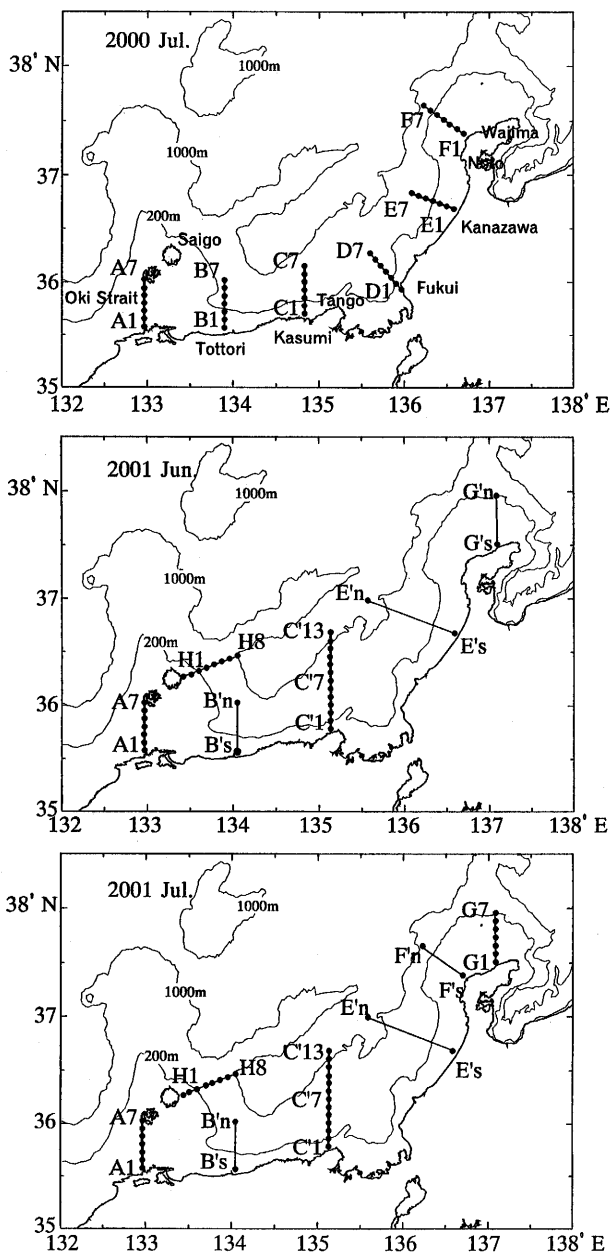 2000 Jul.
38° N
1000m
F7
Wajima
F1
Noto
1000m
37
E7
E1
Kanazawa
200m
Saigo
A7
B7
C7
D7
36
Oki Strait
D1
Fukui
A1
B1
C1
Tango
Tottori
Kasumi
35
132 133 134 135 136 137 138
E
2001 Jun.
38° N
1000m
G'n
G's
1000m
37
E'n
200m
H1
H8
C'13
E's
A7
B'n
C'7
36
A1
B's
C'1
35
132 133 134 135 136 137 138
E
2001 Jul.
38° N
1000m
G7
F'n
G1
1000m
F's
37
E'n
200m
H1
H8
C'13
E's
A7
B'n
C'7
36
A1
B's
C'1
35
132 133 134 135 136 137 138
E